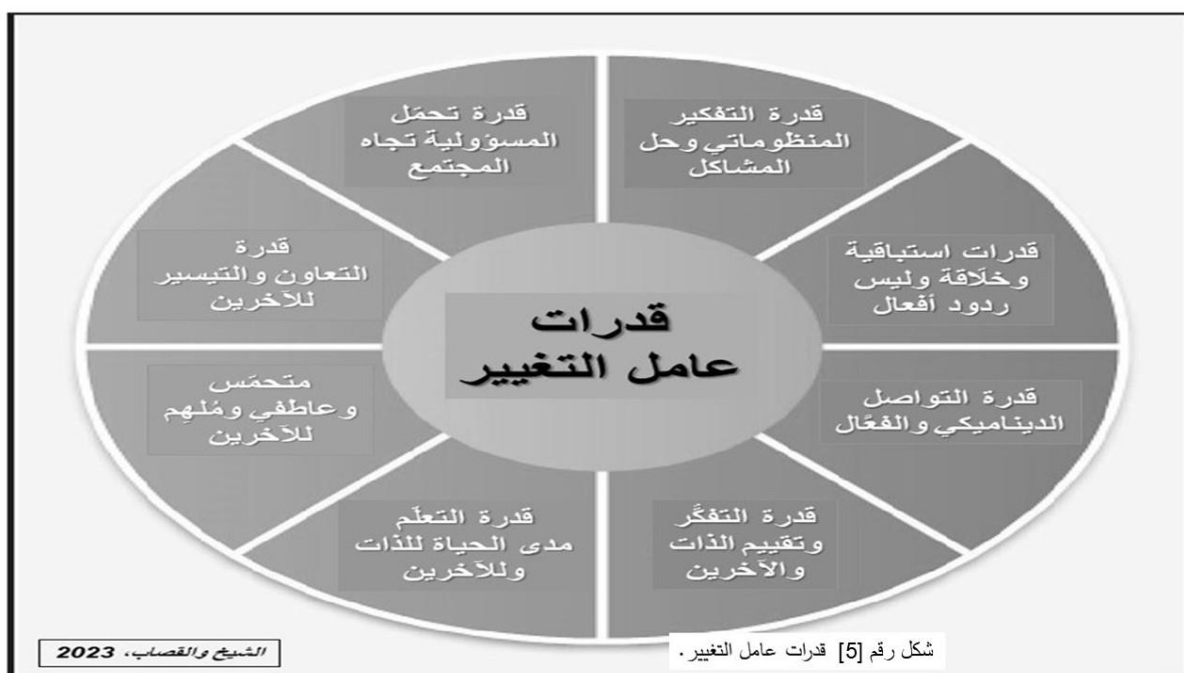 قدرة التفكير
المنظوماتي وحل
المشاكل
قدرة تحمّل
المسؤولية تجاه
المجتمع
قدرات استباقية
وخلّاقة وليس
ردود أفعال
قدرة
التعاون والتيسير
للآخرين
قدرات
عامل التغيير
قدرة التواصل
الديناميكي والفعّال
متحمّس
وعاطفي ومُلهِم
للآخرين
قدرة التفكُّر
وتقييم الذات
والآخرين
قدرة التعلّم
مدى الحياة للذات
وللآخرين
شكل رقم [5] قدرات عامل التغيير.
الشيخ والقصاب، 2023